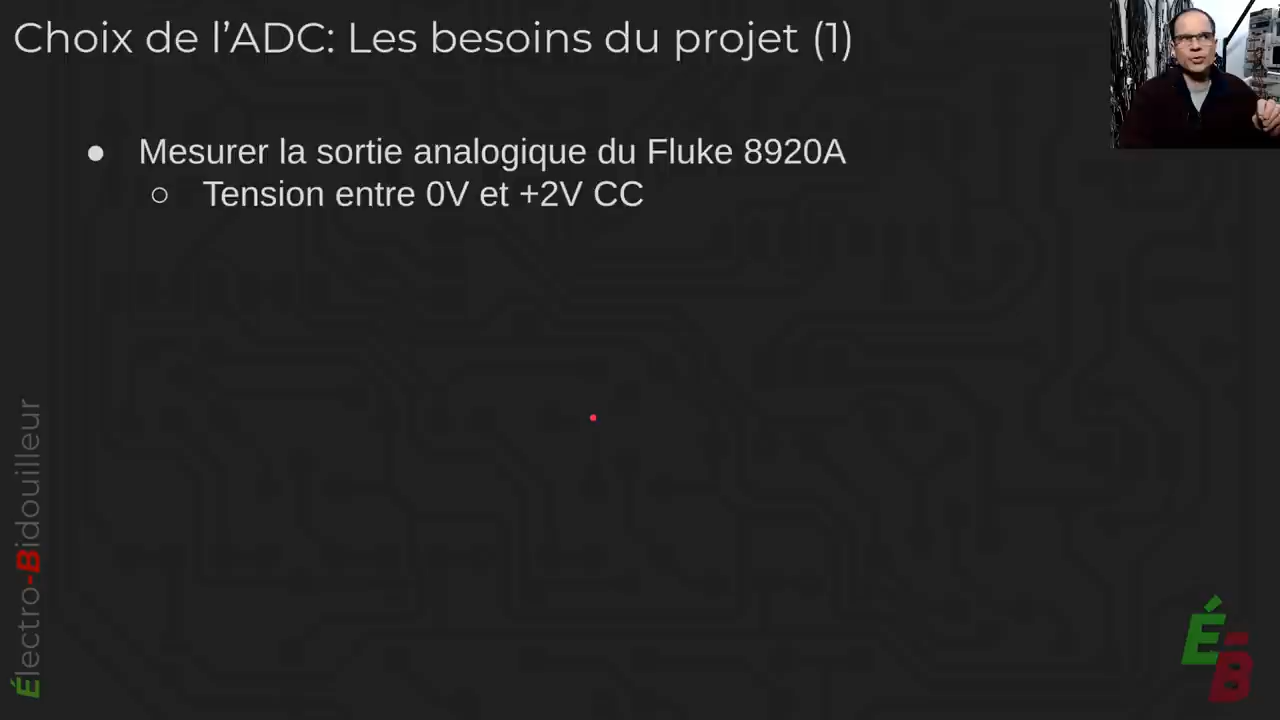 Choix de l’ADC: Les besoins du projet (1)
● Mesurer la sortie analogique du Fluke 8920A
○ Tension entre 0V et +2V CC
Électro-Bidouilleur
É-B